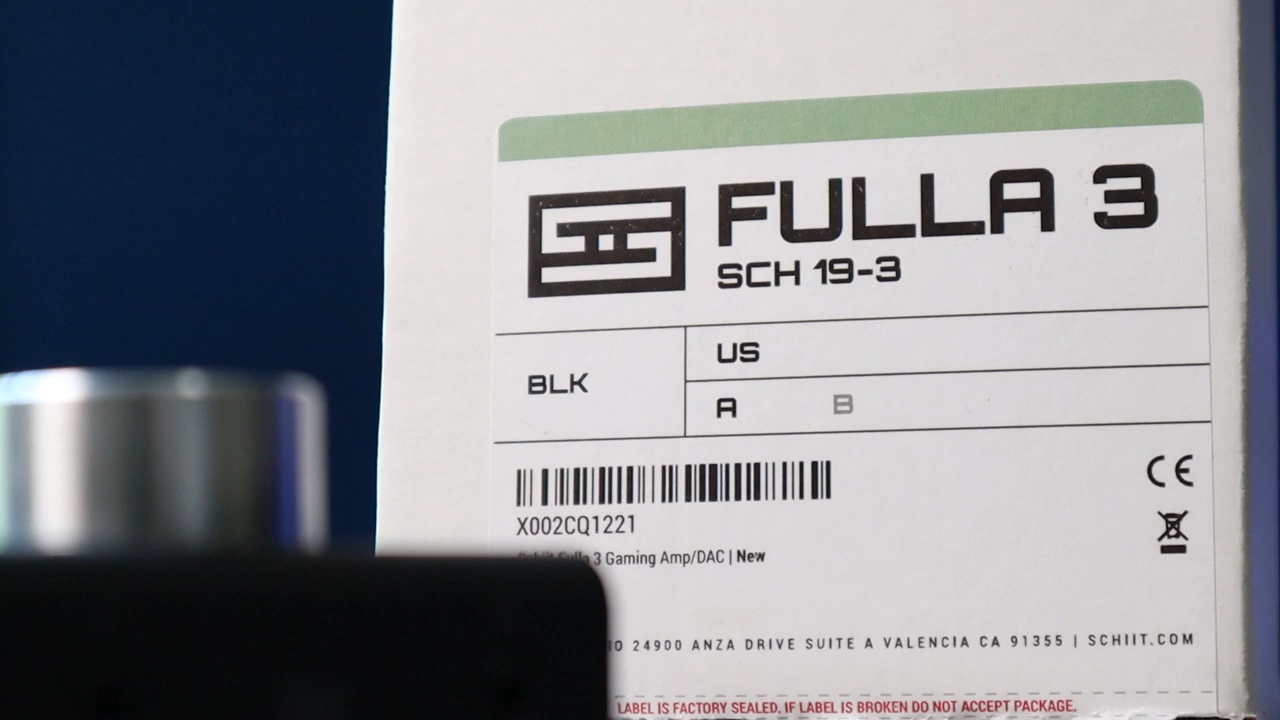 FULLA 3
SCH 19-3
BLK
US
A B
X002CQ1221
Schiit Fulla 3 Gaming Amp/DAC | New
24900 ANZA DRIVE SUITE A VALENCIA CA 91355 | SCHIIT.COM
LABEL IS FACTORY SEALED. IF LABEL IS BROKEN DO NOT ACCEPT PACKAGE.